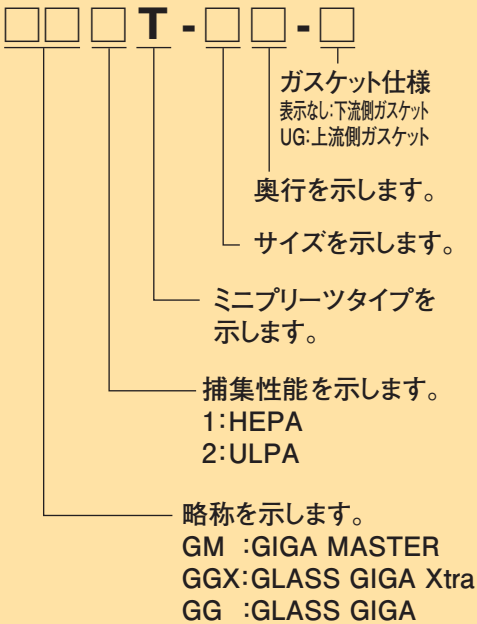 □□□T-□□-□
ガスケット仕様
表示なし:下流側ガスケット
UG:上流側ガスケット
奥行を示します。
サイズを示します。
ミニプリーツタイプを
示します。
捕集性能を示します。
1:HEPA
2:ULPA
略称を示します。
GM :GIGA MASTER
GGX:GLASS GIGA Xtra
GG :GLASS GIGA